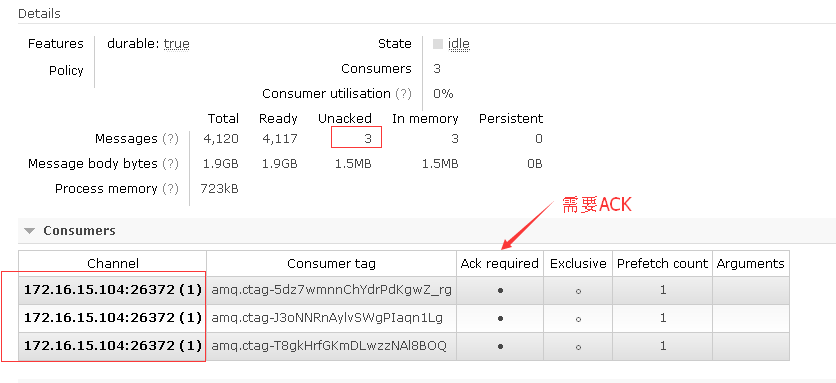 Details
Features durable: true State idle
Policy Consumers 3
Consumer utilisation (?) 0%
Total Ready Unacked In memory Persistent
Messages (?) 4,120 4,117 3 3 0
Message body bytes (?) 1.9GB 1.9GB 1.5MB 1.5MB 0B
Process memory (?) 723kB
需要ACK
Consumers
Channel Consumer tag Ack required Exclusive Prefetch count Arguments
172.16.15.104:26372 (1) amq.ctag-5dz7wmnnChYdrPdKgwZ_rg ● ○ 1
172.16.15.104:26372 (1) amq.ctag-J3oNNRnAylvSWgPIaqn1Lg ● ○ 1
172.16.15.104:26372 (1) amq.ctag-T8gkHrfGKmDLwzzNAl8BOQ ● ○ 1